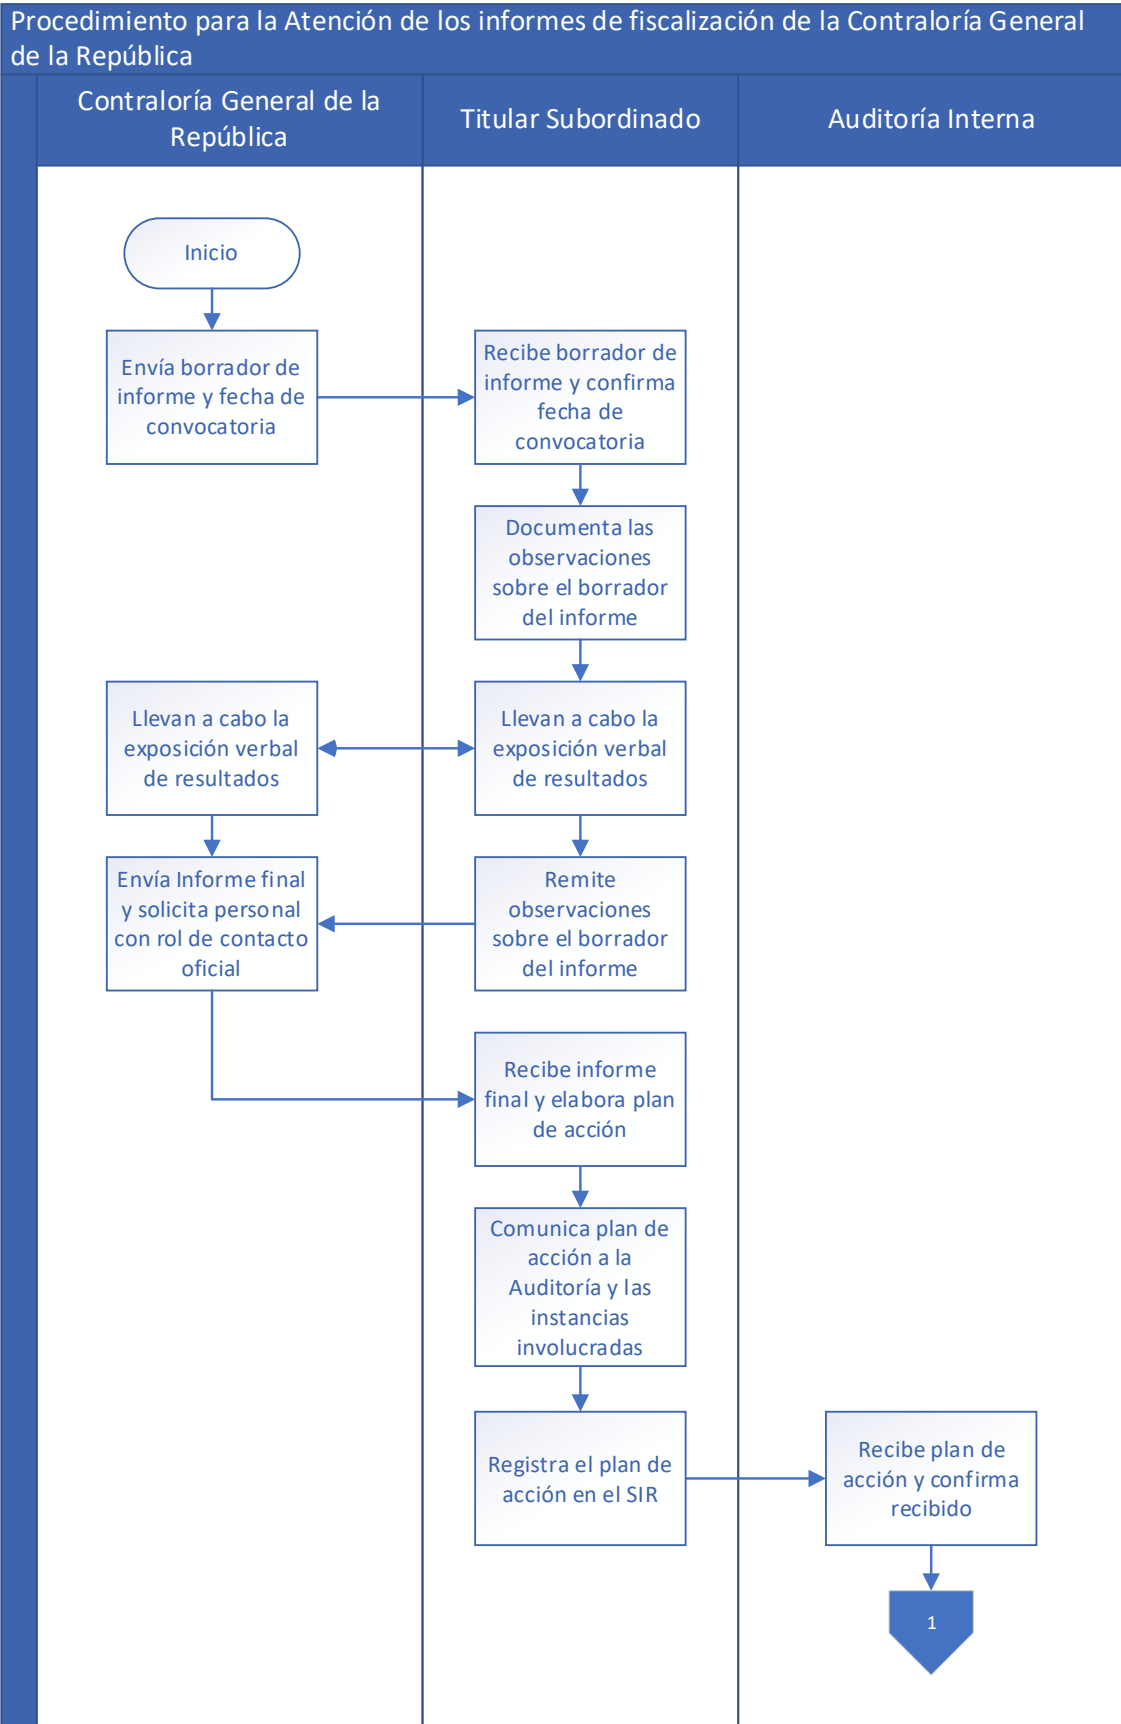 Procedimiento para la Atención de los informes de fiscalización de la Contraloría General
de la República
Contraloría General de la
República
Titular Subordinado
Auditoría Interna
Inicio
Envía borrador de
informe y fecha de
convocatoria
Recibe borrador de
informe y confirma
fecha de
convocatoria
Documenta las
observaciones
sobre el borrador
del informe
Llevan a cabo la
exposición verbal
de resultados
Llevan a cabo la
exposición verbal
de resultados
Envía Informe final
y solicita personal
con rol de contacto
oficial
Remite
observaciones
sobre el borrador
del informe
Recibe informe
final y elabora plan
de acción
Comunica plan de
acción a la
Auditoría y las
instancias
involucradas
Registra el plan de
acción en el SIR
Recibe plan de
acción y confirma
recibido
1